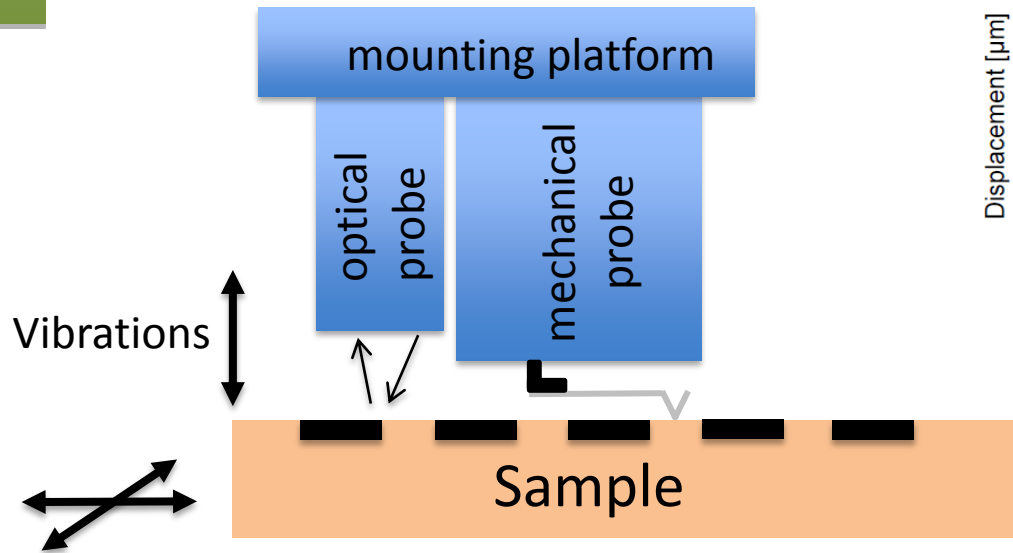 mounting platform
optical
probe
mechanical
probe
Displacement [µm]
Vibrations
Sample